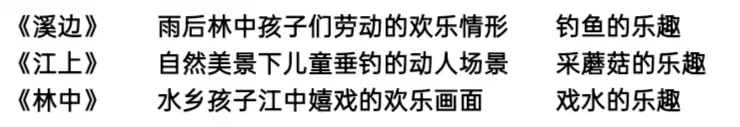 《溪边》 雨后林中孩子们劳动的欢乐情形 钓鱼的乐趣
《江上》 自然美景下儿童垂钓的动人场景 采蘑菇的乐趣
《林中》 水乡孩子江中嬉戏的欢乐画面 戏水的乐趣